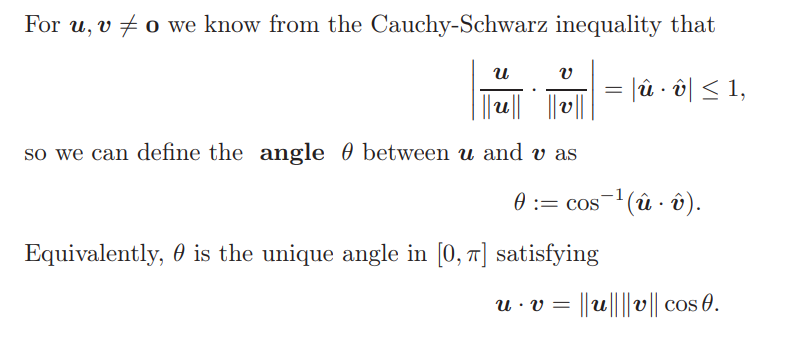 For u, v ≠ o we know from the Cauchy-Schwarz inequality that
| u/‖u‖ · v/‖v‖ | = |û · v̂| ≤ 1,
so we can define the angle θ between u and v as
θ := cos⁻¹(û · v̂).
Equivalently, θ is the unique angle in [0, π] satisfying
u · v = ‖u‖‖v‖ cos θ.